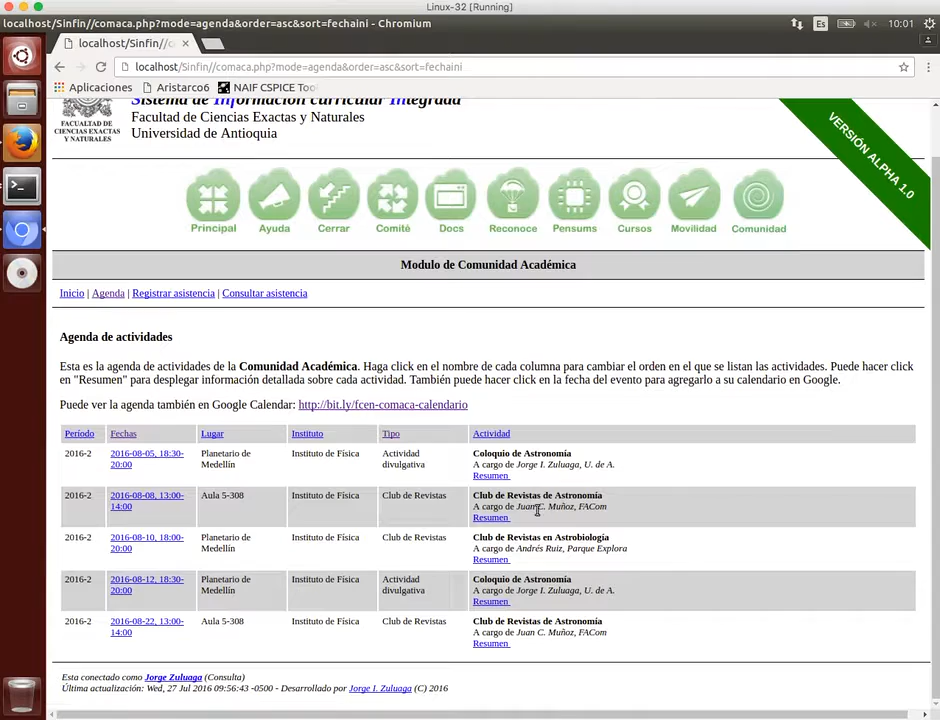 Linux-32 [Running]
localhost/Sinfin//comaca.php?mode=agenda&order=asc&sort=fechaini - Chromium
Es
10:01
localhost/Sinfin//c
localhost/Sinfin//comaca.php?mode=agenda&order=asc&sort=fechaini
Aplicaciones
Aristarco6
NAIF CSPICE Too
Sistema de Información curricular Integrada
FACUALTAD DE
CIENCIAS EXACTAS
Y NATURALES
Facultad de Ciencias Exactas y Naturales
Universidad de Antioquia
VERSIÓN ALPHA 1.0
Principal
Ayuda
Cerrar
Comité
Docs
Reconoce
Pensums
Cursos
Movilidad
Comunidad
Modulo de Comunidad Académica
Inicio | Agenda | Registrar asistencia | Consultar asistencia
Agenda de actividades
Esta es la agenda de actividades de la Comunidad Académica. Haga click en el nombre de cada columna para cambiar el orden en el que se listan las actividades. Puede hacer click
en "Resumen" para desplegar información detallada sobre cada actividad. También puede hacer click en la fecha del evento para agregarlo a su calendario en Google.
Puede ver la agenda también en Google Calendar: http://bit.ly/fcen-comaca-calendario
Período Fechas Lugar Instituto Tipo Actividad
2016-2 2016-08-05, 18:30- Planetario de Instituto de Física Actividad Coloquio de Astronomía
20:00 Medellín divulgativa A cargo de Jorge I. Zuluaga, U. de A.
Resumen
2016-2 2016-08-08, 13:00- Aula 5-308 Instituto de Física Club de Revistas Club de Revistas de Astronomía
14:00 A cargo de Juan C. Muñoz, FACom
Resumen
2016-2 2016-08-10, 18:00- Planetario de Instituto de Física Club de Revistas Club de Revistas en Astrobiología
20:00 Medellín A cargo de Andrés Ruiz, Parque Explora
Resumen
2016-2 2016-08-12, 18:30- Planetario de Instituto de Física Actividad Coloquio de Astronomía
20:00 Medellín divulgativa A cargo de Jorge I. Zuluaga, U. de A.
Resumen
2016-2 2016-08-22, 13:00- Aula 5-308 Instituto de Física Club de Revistas Club de Revistas de Astronomía
14:00 A cargo de Juan C. Muñoz, FACom
Resumen
Esta conectado como Jorge Zuluaga (Consulta)
Última actualización: Wed, 27 Jul 2016 09:56:43 -0500 - Desarrollado por Jorge I. Zuluaga (C) 2016